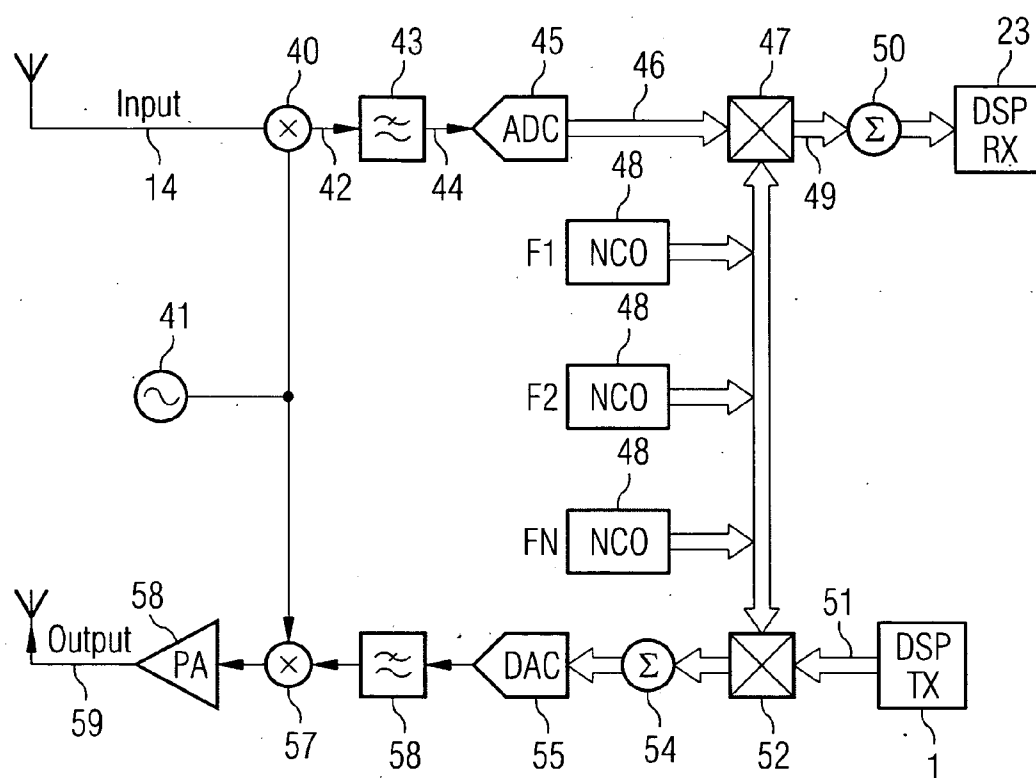 40
43
45
46
47
50
23
Input
×
ADC
Σ
DSP
RX
14
42
44
49
48
F1
NCO
41
48
F2
NCO
48
FN
NCO
58
51
Output
PA
×
DAC
Σ
DSP
TX
59
57
58
55
54
52
1